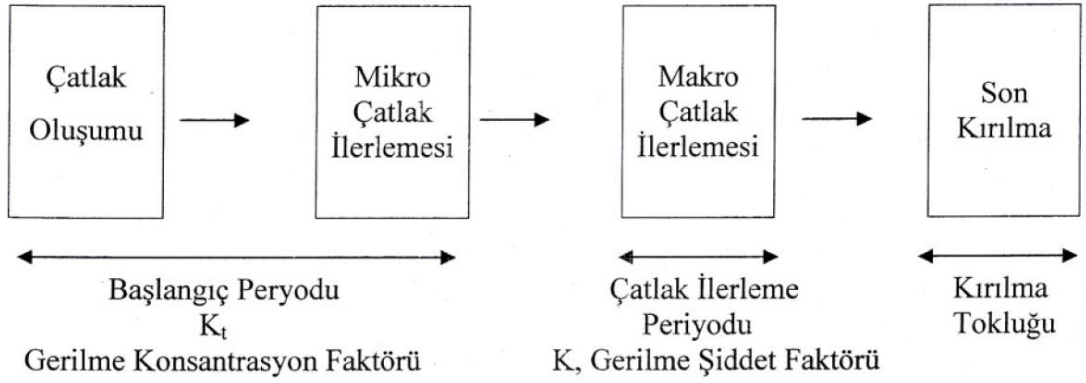 Çatlak
Oluşumu
Mikro
Çatlak
İlerlemesi
Makro
Çatlak
İlerlemesi
Son
Kırılma
Başlangıç Peryodu
Kt
Gerilme Konsantrasyon Faktörü
Çatlak İlerleme
Periyodu
K, Gerilme Şiddet Faktörü
Kırılma
Tokluğu